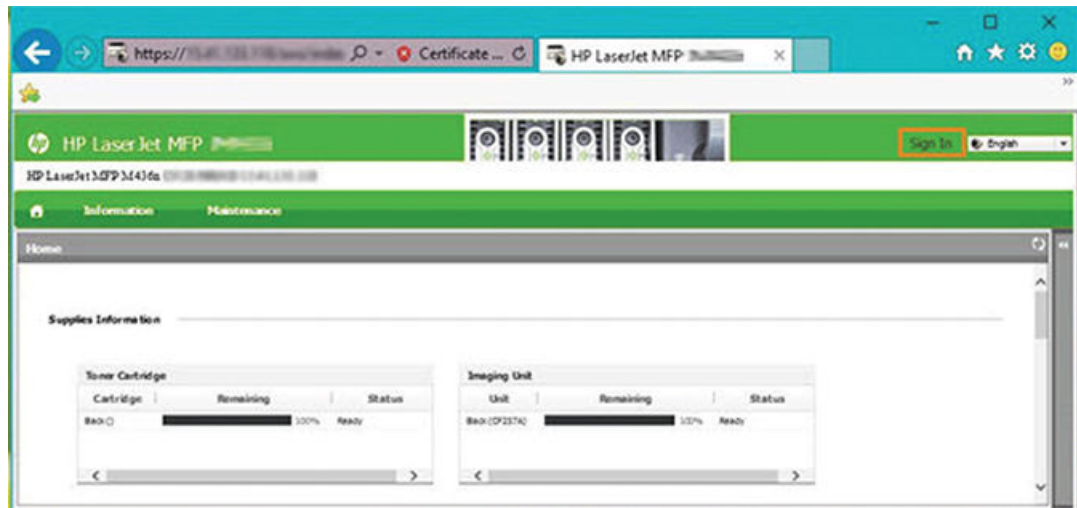 https://
Certificate ...
HP LaserJet MFP
hp HP LaserJet MFP
Sign In
English
HP LaserJet MFP M436n
Information Maintenance
Home
Supplies Information
Toner Cartridge
Cartridge Remaining Status
Black() 100% Ready
Imaging Unit
Unit Remaining Status
Black (CF257A) 100% Ready